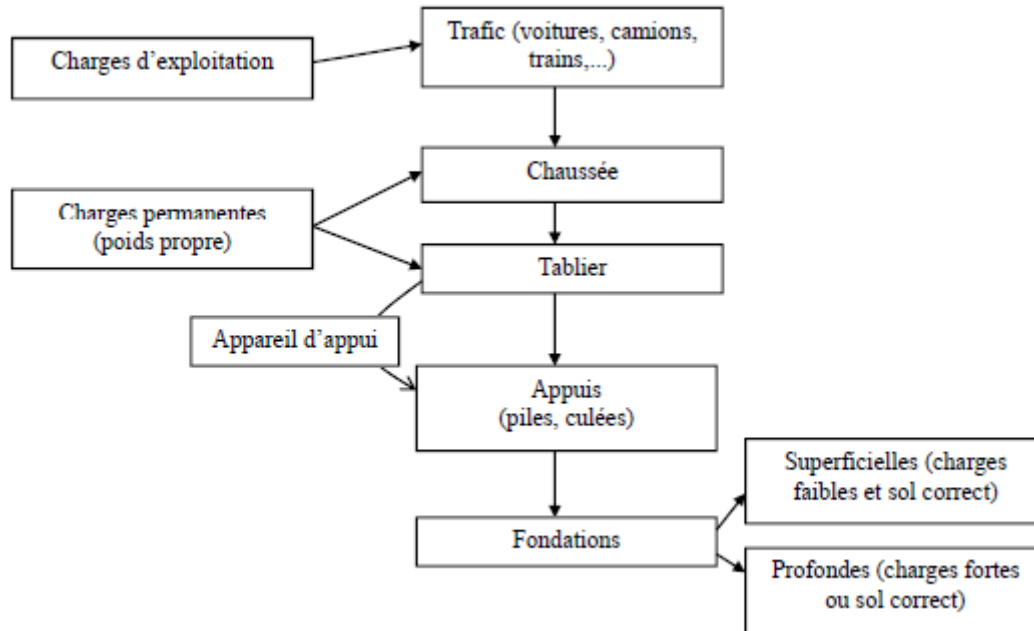 Trafic (voitures, camions,
trains,...)
Charges d'exploitation
Chaussée
Charges permanentes
(poids propre)
Tablier
Appareil d'appui
Appuis
(piles, culées)
Superficielles (charges
faibles et sol correct)
Fondations
Profondes (charges fortes
ou sol correct)